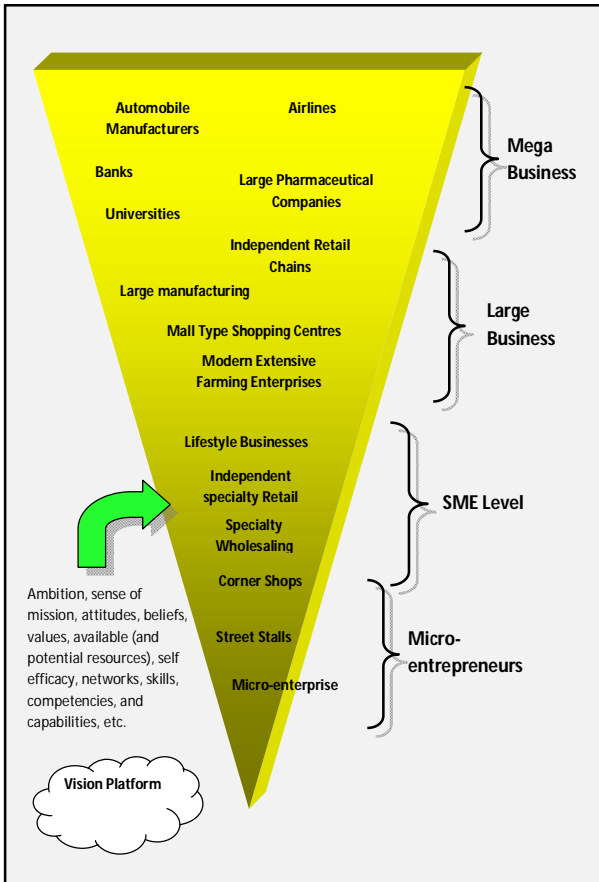 Automobile
Manufacturers
Airlines
Mega
Business
Banks
Large Pharmaceutical
Companies
Universities
Independent Retail
Chains
Large manufacturing
Large
Business
Mall Type Shopping Centres
Modern Extensive
Farming Enterprises
Lifestyle Businesses
Independent
specialty Retail
SME Level
Specialty
Wholesaling
Corner Shops
Ambition, sense of
mission, attitudes, beliefs,
values, available (and
potential resources), self
efficacy, networks, skills,
competencies, and
capabilities, etc.
Street Stalls
Micro-
entrepreneurs
Micro-enterprise
Vision Platform